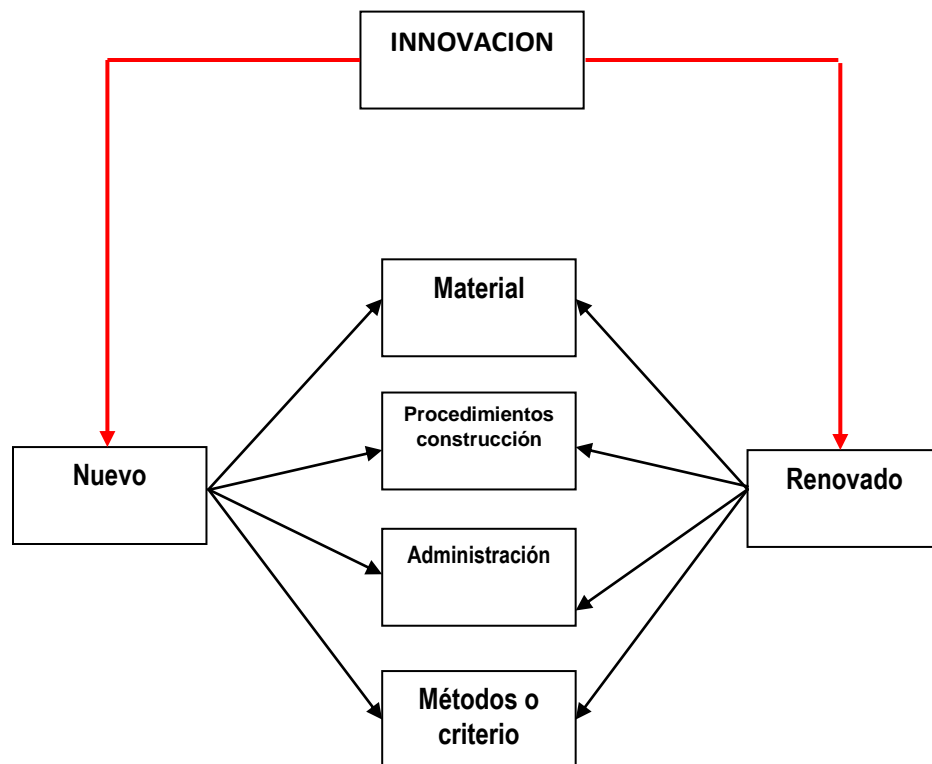 INNOVACION
Material
Procedimientos
construcción
Nuevo
Renovado
Administración
Métodos o
criterio